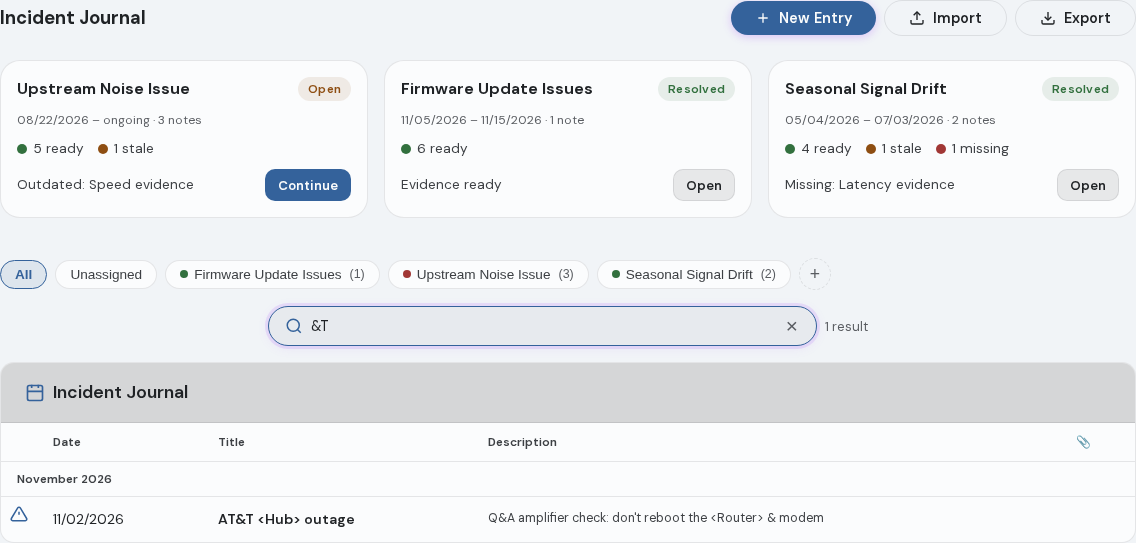 Incident Journal
New Entry
Import
Export
Upstream Noise Issue
Open
08/22/2026 – ongoing · 3 notes
5 ready
1 stale
Outdated: Speed evidence
Continue
Firmware Update Issues
Resolved
11/05/2026 – 11/15/2026 · 1 note
6 ready
Evidence ready
Open
Seasonal Signal Drift
Resolved
05/04/2026 – 07/03/2026 · 2 notes
4 ready
1 stale
1 missing
Missing: Latency evidence
Open
All
Unassigned
Firmware Update Issues (1)
Upstream Noise Issue (3)
Seasonal Signal Drift (2)
+
&T
1 result
Incident Journal
Date
Title
Description
November 2026
11/02/2026
AT&T <Hub> outage
Q&A amplifier check: don't reboot the <Router> & modem